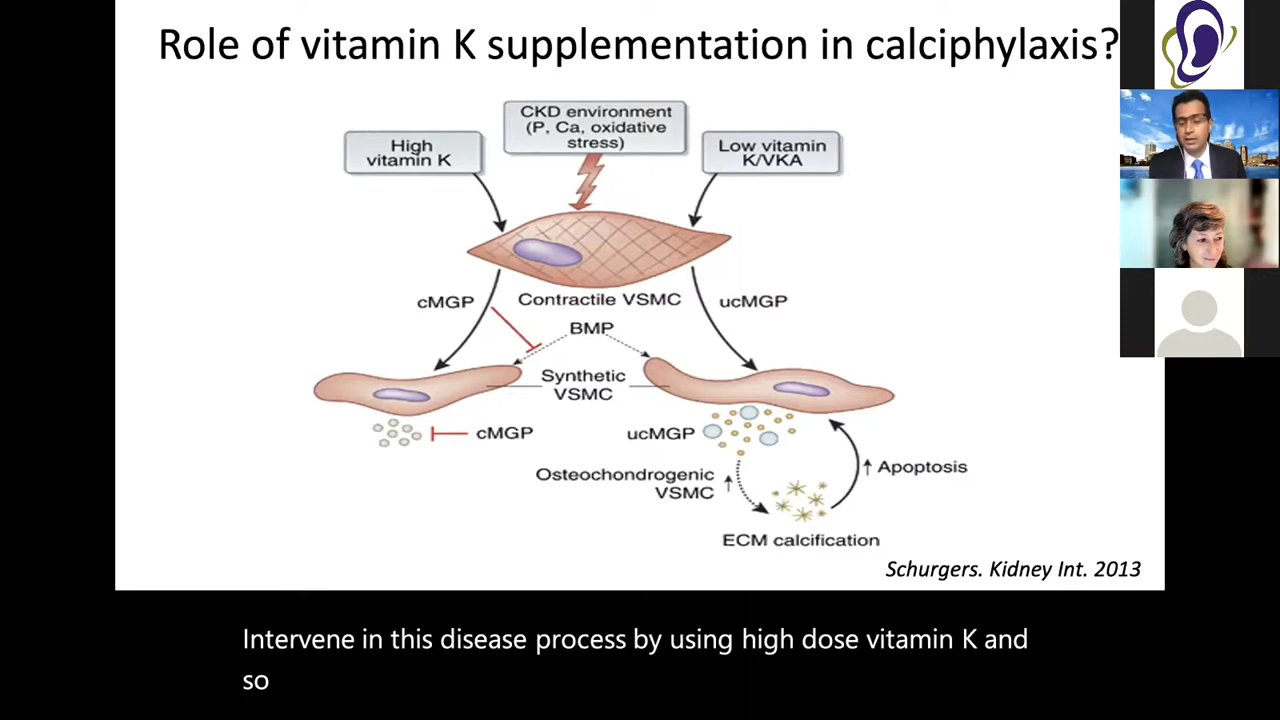 Role of vitamin K supplementation in calciphylaxis?
CKD environment
(P, Ca, oxidative
stress)
High
vitamin K
Low vitamin
K/VKA
cMGP
Contractile VSMC
ucMGP
BMP
Synthetic
VSMC
cMGP
ucMGP
Osteochondrogenic
VSMC
Apoptosis
ECM calcification
Schurgers. Kidney Int. 2013
Intervene in this disease process by using high dose vitamin K and
so